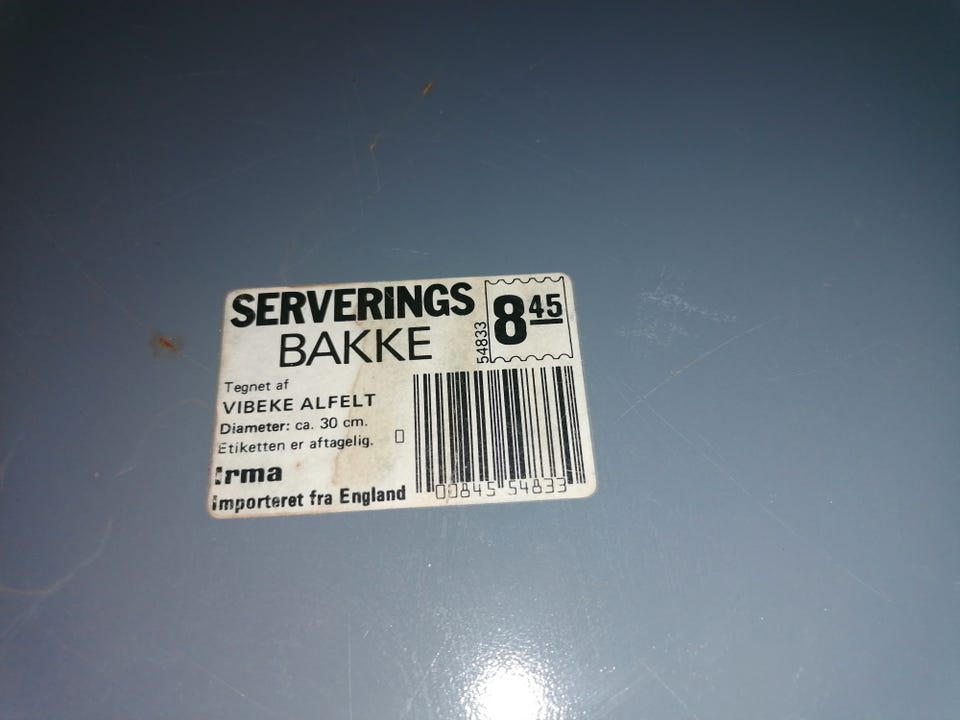 SERVERINGS
BAKKE
54833
8 45
Tegnet af
VIBEKE ALFELT
Diameter: ca. 30 cm.
Etiketten er aftagelig.
Irma
Importeret fra England
0
00845 54833